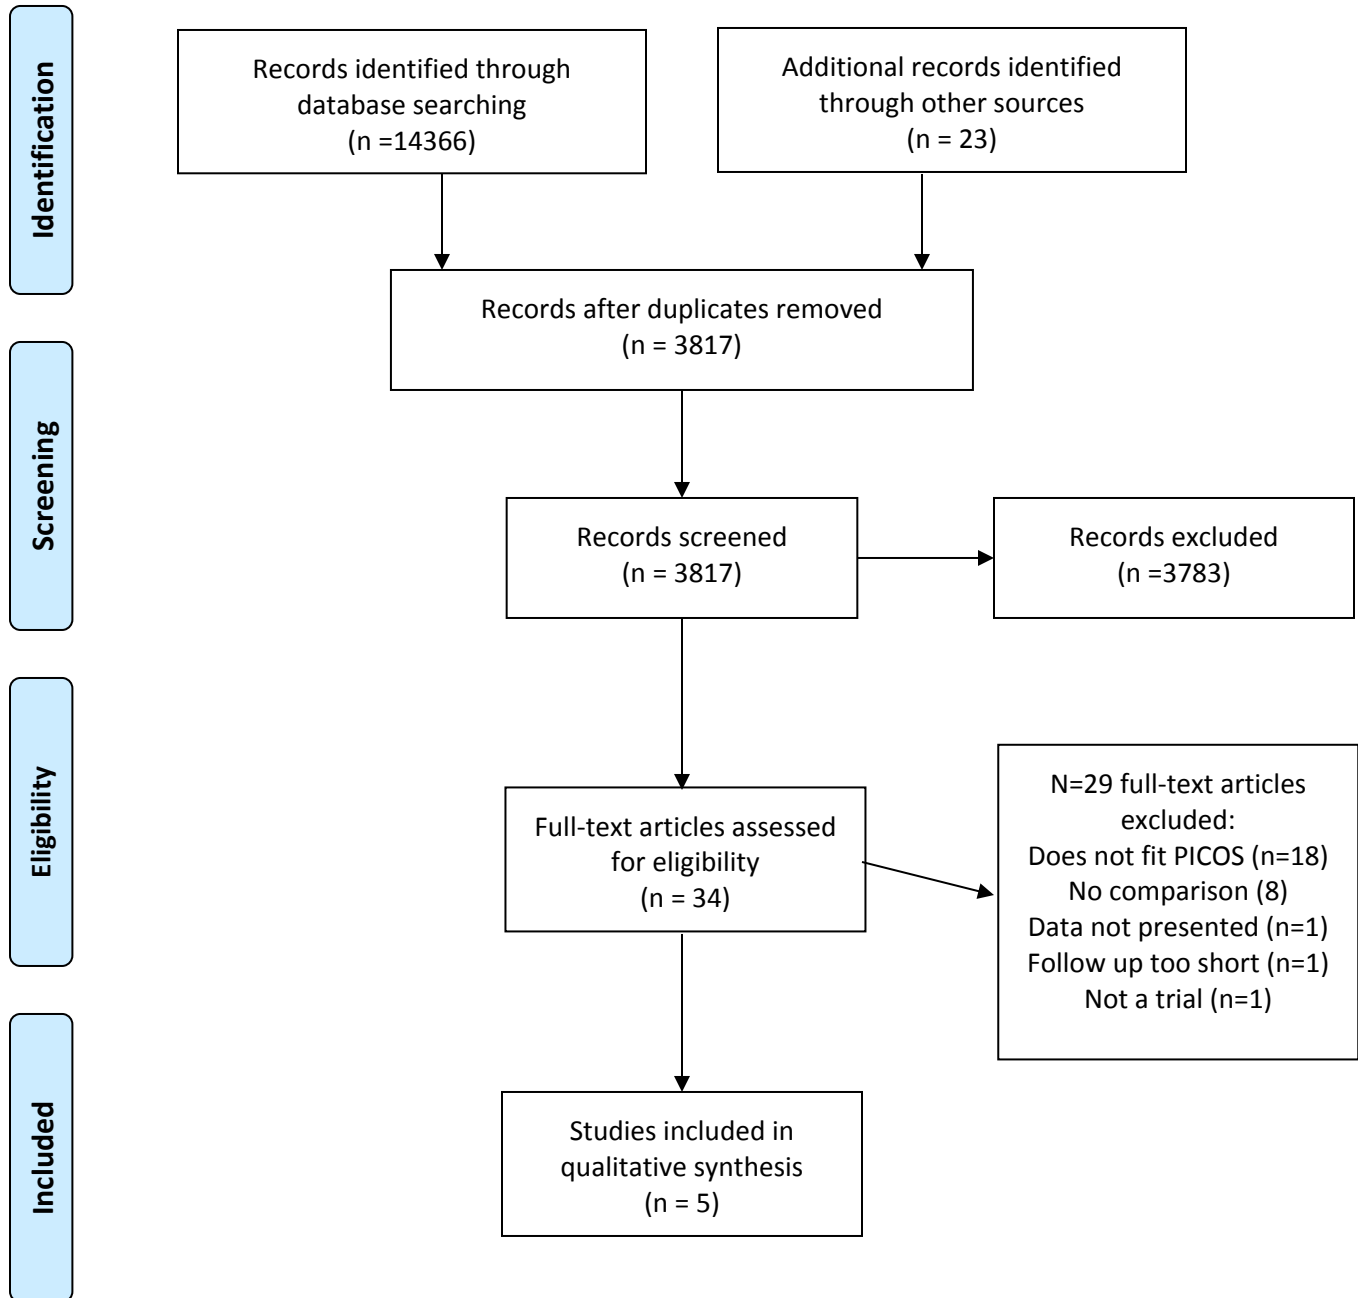 Identification
Records identified through
database searching
(n =14366)
Additional records identified
through other sources
(n = 23)
Records after duplicates removed
(n = 3817)
Screening
Records screened
(n = 3817)
Records excluded
(n =3783)
Eligibility
Full-text articles assessed
for eligibility
(n = 34)
N=29 full-text articles
excluded:
Does not fit PICOS (n=18)
No comparison (8)
Data not presented (n=1)
Follow up too short (n=1)
Not a trial (n=1)
Included
Studies included in
qualitative synthesis
(n = 5)